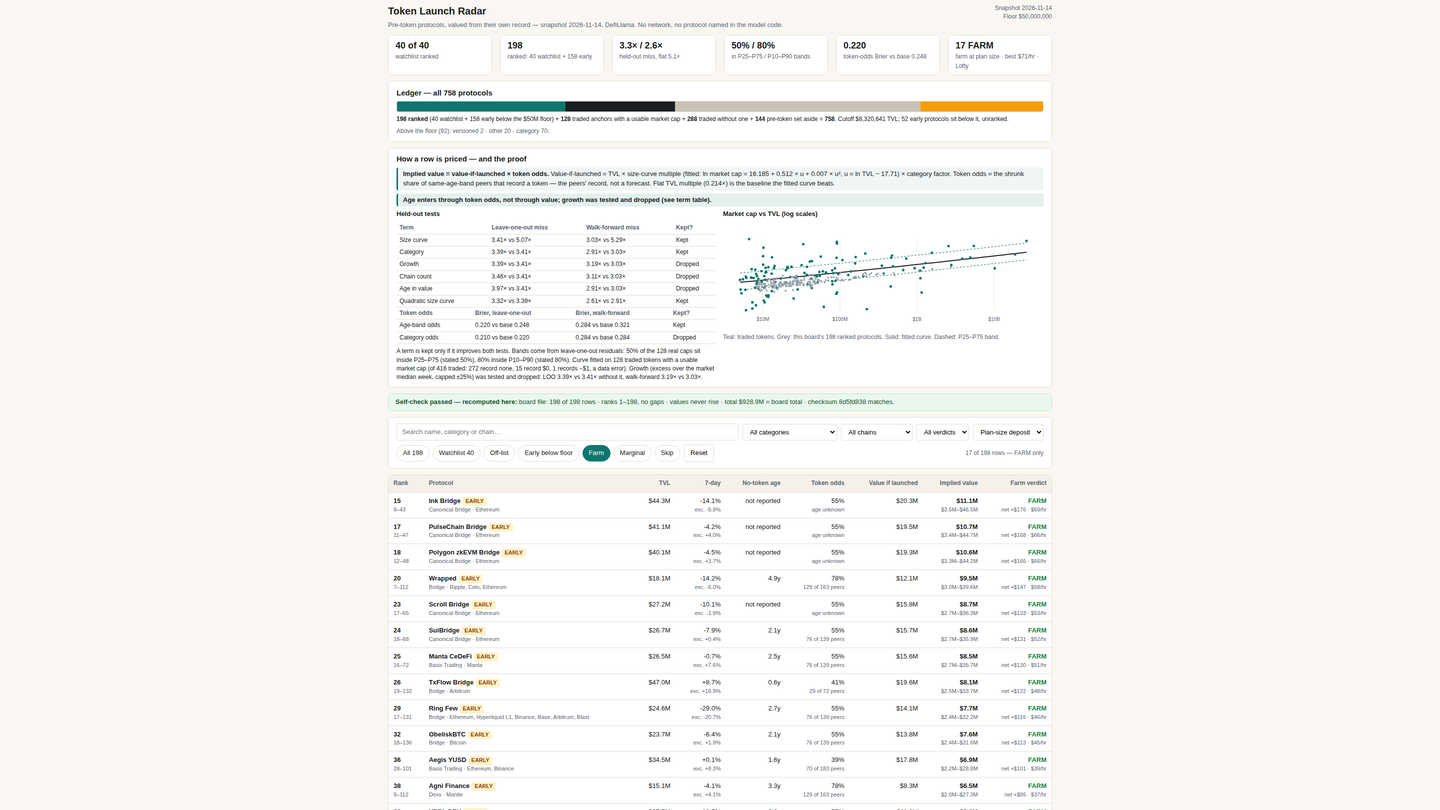 Token Launch Radar
Snapshot 2026-11-14
Floor $50,000,000
Pre-token protocols, valued from their own record — snapshot 2026-11-14, DefiLlama. No network, no protocol named in the model code.
40 of 40
watchlist ranked
198
ranked: 40 watchlist + 158 early
3.3× / 2.6×
held-out miss, flat 5.1×
50% / 80%
in P25–P75 / P10–P90 bands
0.220
token-odds Brier vs base 0.248
17 FARM
farm at plan size · best $71/hr ·
Lofty
Ledger — all 758 protocols
198 ranked (40 watchlist + 158 early below the $50M floor) + 128 traded anchors with a usable market cap + 288 traded without one + 144 pre-token set aside = 758. Cutoff $8,320,641 TVL; 52 early protocols sit below it, unranked.
Above the floor (92): versioned 2 · other 20 · category 70.
How a row is priced — and the proof
Implied value = value-if-launched × token odds. Value-if-launched = TVL × size-curve multiple (fitted: ln market cap = 16.185 + 0.512 × u + 0.007 × u², u = ln TVL − 17.71) × category factor. Token odds = the shrunk
share of same-age-band peers that record a token — the peers' record, not a forecast. Flat TVL multiple (0.214×) is the baseline the fitted curve beats.
Age enters through token odds, not through value; growth was tested and dropped (see term table).
Held-out tests
Term Leave-one-out miss Walk-forward miss Kept?
Size curve 3.41× vs 5.07× 3.03× vs 5.29× Kept
Category 3.39× vs 3.41× 2.91× vs 3.03× Kept
Growth 3.39× vs 3.41× 3.19× vs 3.03× Dropped
Chain count 3.46× vs 3.41× 3.11× vs 3.03× Dropped
Age in value 3.97× vs 3.41× 2.91× vs 3.03× Dropped
Quadratic size curve 3.32× vs 3.39× 2.61× vs 2.91× Kept
Token odds Brier, leave-one-out Brier, walk-forward Kept?
Age-band odds 0.220 vs base 0.248 0.284 vs base 0.321 Kept
Category odds 0.210 vs base 0.220 0.284 vs base 0.284 Dropped
A term is kept only if it improves both tests. Bands come from leave-one-out residuals: 50% of the 128 real caps sit
inside P25–P75 (stated 50%), 80% inside P10–P90 (stated 80%). Curve fitted on 128 traded tokens with a usable
market cap (of 416 traded: 272 record none, 15 record $0, 1 records ~$1, a data error). Growth (excess over the market
median week, capped ±25%) was tested and dropped: LOO 3.39× vs 3.41× without it, walk-forward 3.19× vs 3.03×.
Market cap vs TVL (log scales)
$10M $100M $1B $10B
Teal: traded tokens. Grey: this board's 198 ranked protocols. Solid: fitted curve. Dashed: P25–P75 band.
Self-check passed — recomputed here: board file: 198 of 198 rows · ranks 1–198, no gaps · values never rise · total $928.9M = board total · checksum 8d5fd838 matches.
Search name, category or chain…
All categories
All chains
All verdicts
Plan-size deposit
All 198
Watchlist 40
Off-list
Early below floor
Farm
Marginal
Skip
Reset
17 of 198 rows — FARM only
Rank Protocol TVL 7-day No-token age Token odds Value if launched Implied value Farm verdict
15 Ink Bridge EARLY $44.3M -14.1% not reported 55% $20.3M $11.1M FARM
9–43 Canonical Bridge · Ethereum exc. -5.8% age unknown $3.5M–$46.5M net +$176 · $69/hr
17 PulseChain Bridge EARLY $41.1M -4.2% not reported 55% $19.5M $10.7M FARM
11–47 Canonical Bridge · Ethereum exc. +4.0% age unknown $3.4M–$44.7M net +$168 · $66/hr
18 Polygon zkEVM Bridge EARLY $40.1M -4.5% not reported 55% $19.3M $10.6M FARM
12–48 Canonical Bridge · Ethereum exc. +3.7% age unknown $3.3M–$44.2M net +$166 · $66/hr
20 Wrapped EARLY $18.1M -14.2% 4.9y 78% $12.1M $9.5M FARM
7–112 Bridge · Ripple, Celo, Ethereum exc. -6.0% 129 of 163 peers $3.0M–$39.6M net +$147 · $58/hr
23 Scroll Bridge EARLY $27.2M -10.1% not reported 55% $15.8M $8.7M FARM
17–65 Canonical Bridge · Ethereum exc. -1.9% age unknown $2.7M–$36.3M net +$133 · $53/hr
24 SuiBridge EARLY $26.7M -7.9% 2.1y 55% $15.7M $8.6M FARM
18–68 Canonical Bridge · Ethereum exc. +0.4% 76 of 139 peers $2.7M–$35.9M net +$131 · $52/hr
25 Manta CeDeFi EARLY $26.5M -0.7% 2.5y 55% $15.6M $8.5M FARM
16–72 Basis Trading · Manta exc. +7.6% 76 of 139 peers $2.7M–$35.7M net +$130 · $51/hr
26 TxFlow Bridge EARLY $47.0M +8.7% 0.6y 41% $19.6M $8.1M FARM
19–132 Bridge · Arbitrum exc. +16.9% 29 of 72 peers $2.5M–$33.7M net +$122 · $48/hr
29 Ring Few EARLY $24.6M -29.0% 2.7y 55% $14.1M $7.7M FARM
17–131 Bridge · Ethereum, Hyperliquid L1, Binance, Base, Arbitrum, Blast exc. -20.7% 76 of 139 peers $2.4M–$32.2M net +$116 · $46/hr
32 ObeliskBTC EARLY $23.7M -6.4% 2.1y 55% $13.8M $7.6M FARM
18–136 Bridge · Bitcoin exc. +1.9% 76 of 139 peers $2.4M–$31.6M net +$113 · $45/hr
36 Aegis YUSD EARLY $34.5M +0.1% 1.6y 39% $17.8M $6.9M FARM
28–101 Basis Trading · Ethereum, Binance exc. +8.3% 70 of 183 peers $2.2M–$28.8M net +$101 · $39/hr
38 Agni Finance EARLY $15.1M -4.1% 3.3y 78% $8.3M $6.5M FARM
9–112 Dexs · Mantle exc. +4.1% 129 of 163 peers $2.0M–$27.3M net +$95 · $37/hr